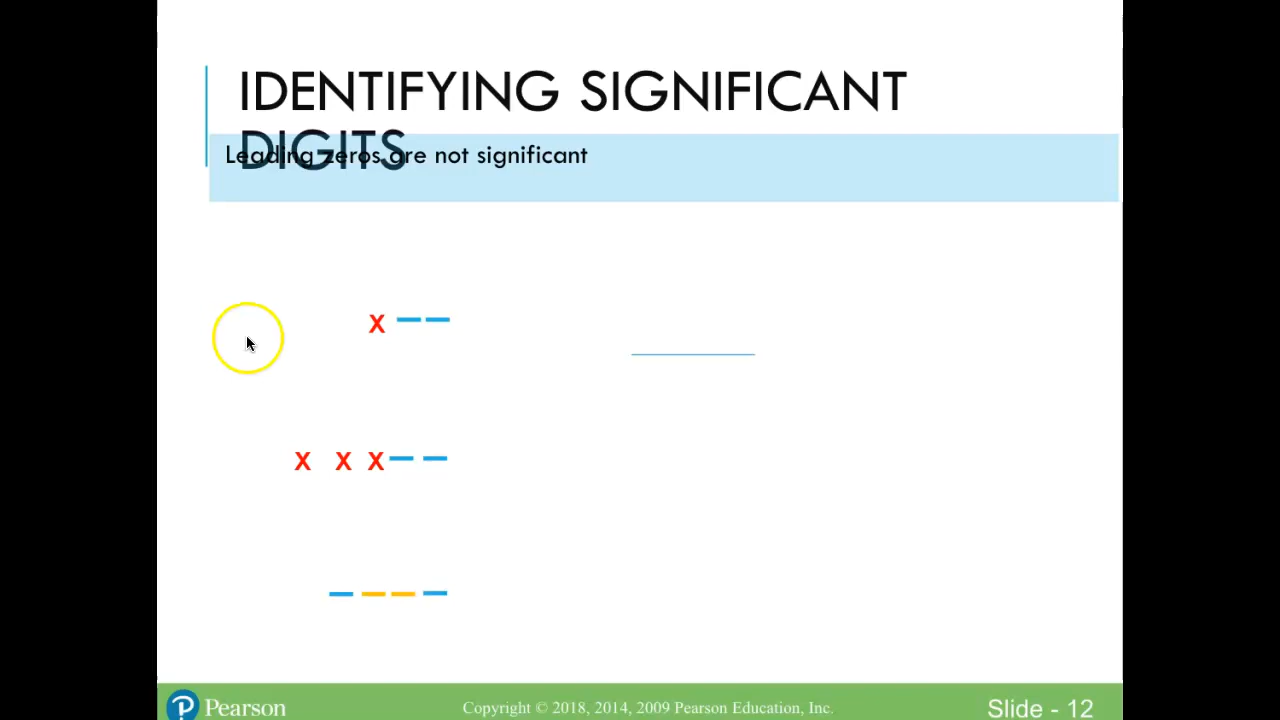 IDENTIFYING SIGNIFICANT
DIGITS
Leading zeros are not significant
x
x x x
Pearson
Copyright © 2018, 2014, 2009 Pearson Education, Inc.
Slide - 12